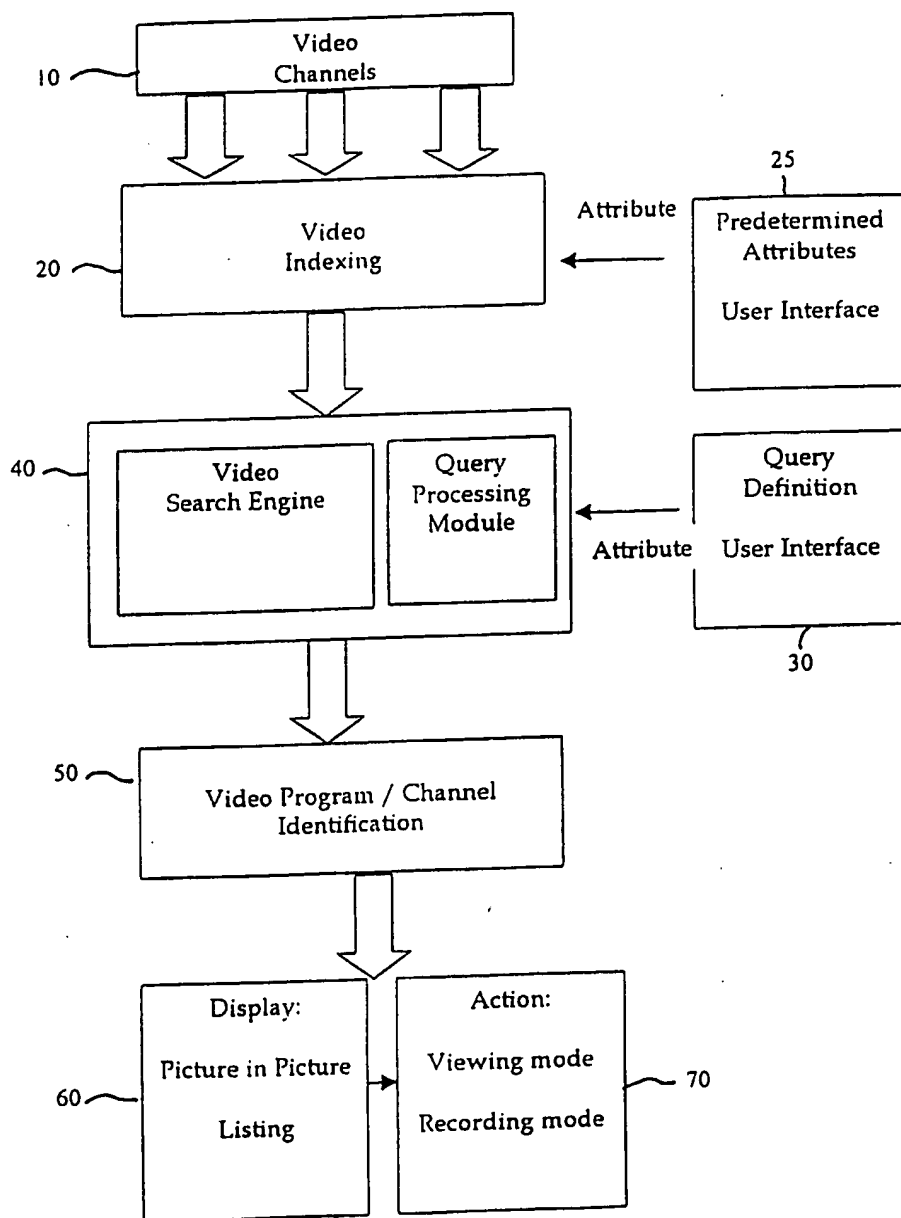 Video
Channels
10
Video
Indexing
20
Attribute
25
Predetermined
Attributes
User Interface
40
Video
Search Engine
Query
Processing
Module
Attribute
Query
Definition
User Interface
30
50
Video Program / Channel
Identification
Display:
Picture in Picture
Listing
60
Action:
Viewing mode
Recording mode
70